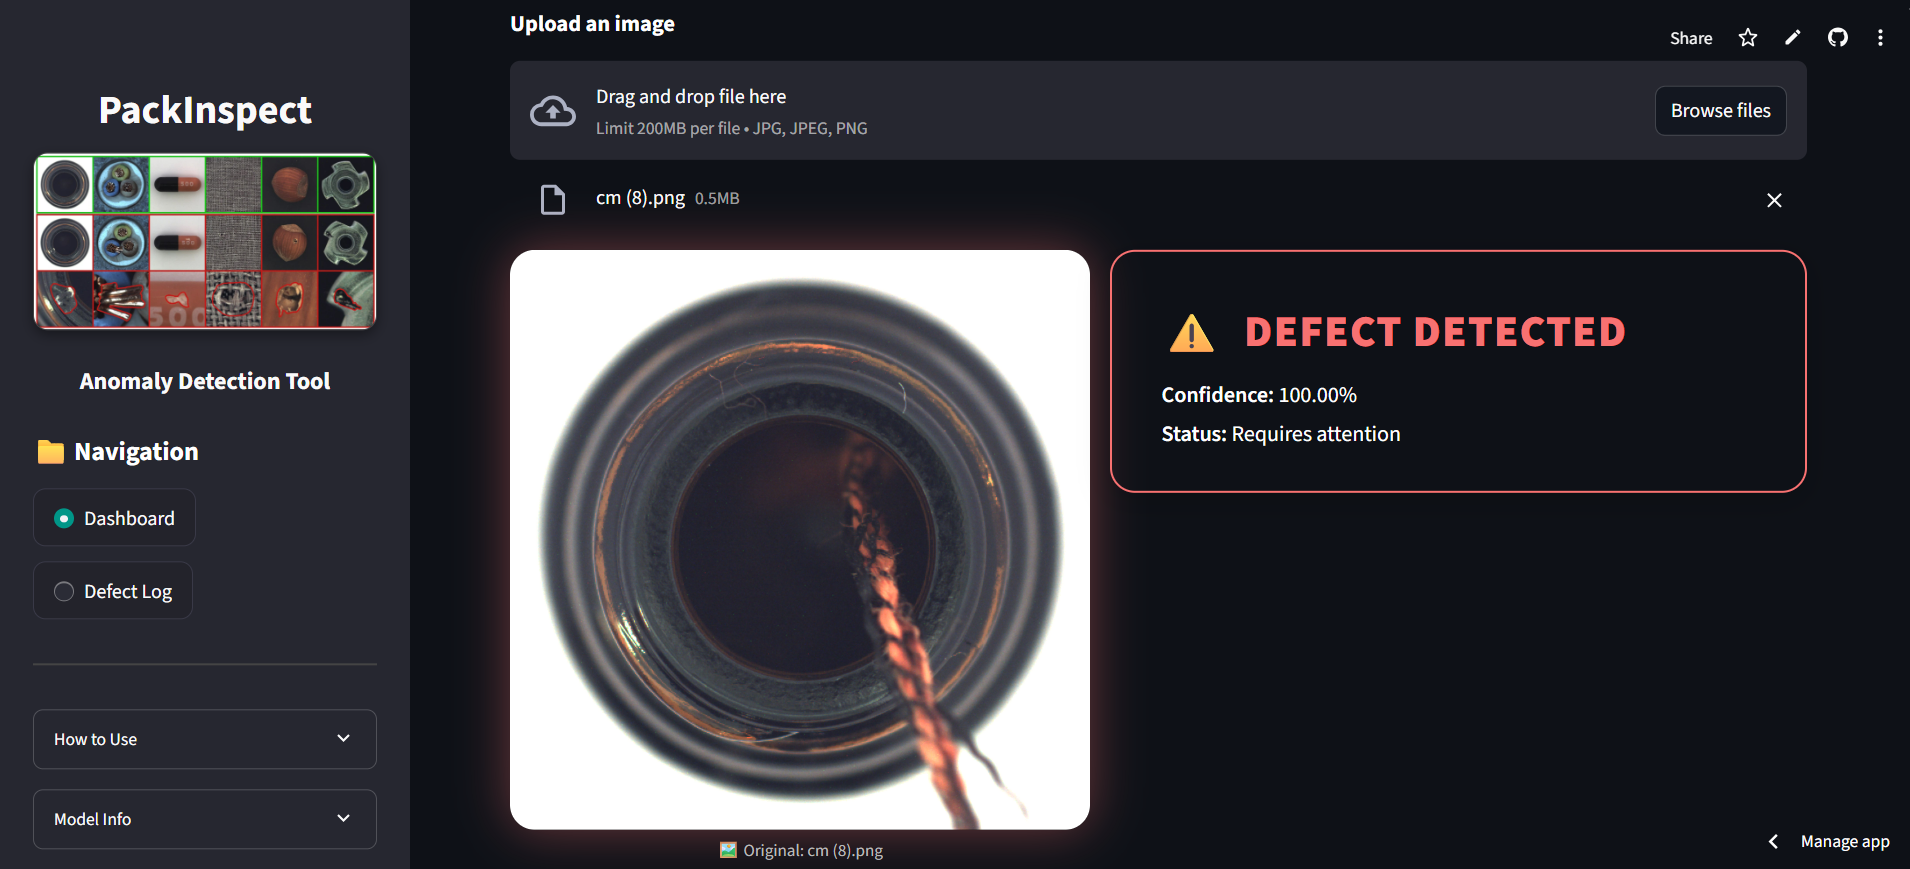 PackInspect
500
Anomaly Detection Tool
Navigation
Dashboard
Defect Log
How to Use
Model Info
Share
Upload an image
Drag and drop file here
Limit 200MB per file • JPG, JPEG, PNG
Browse files
cm (8).png 0.5MB
DEFECT DETECTED
Confidence: 100.00%
Status: Requires attention
Original: cm (8).png
Manage app